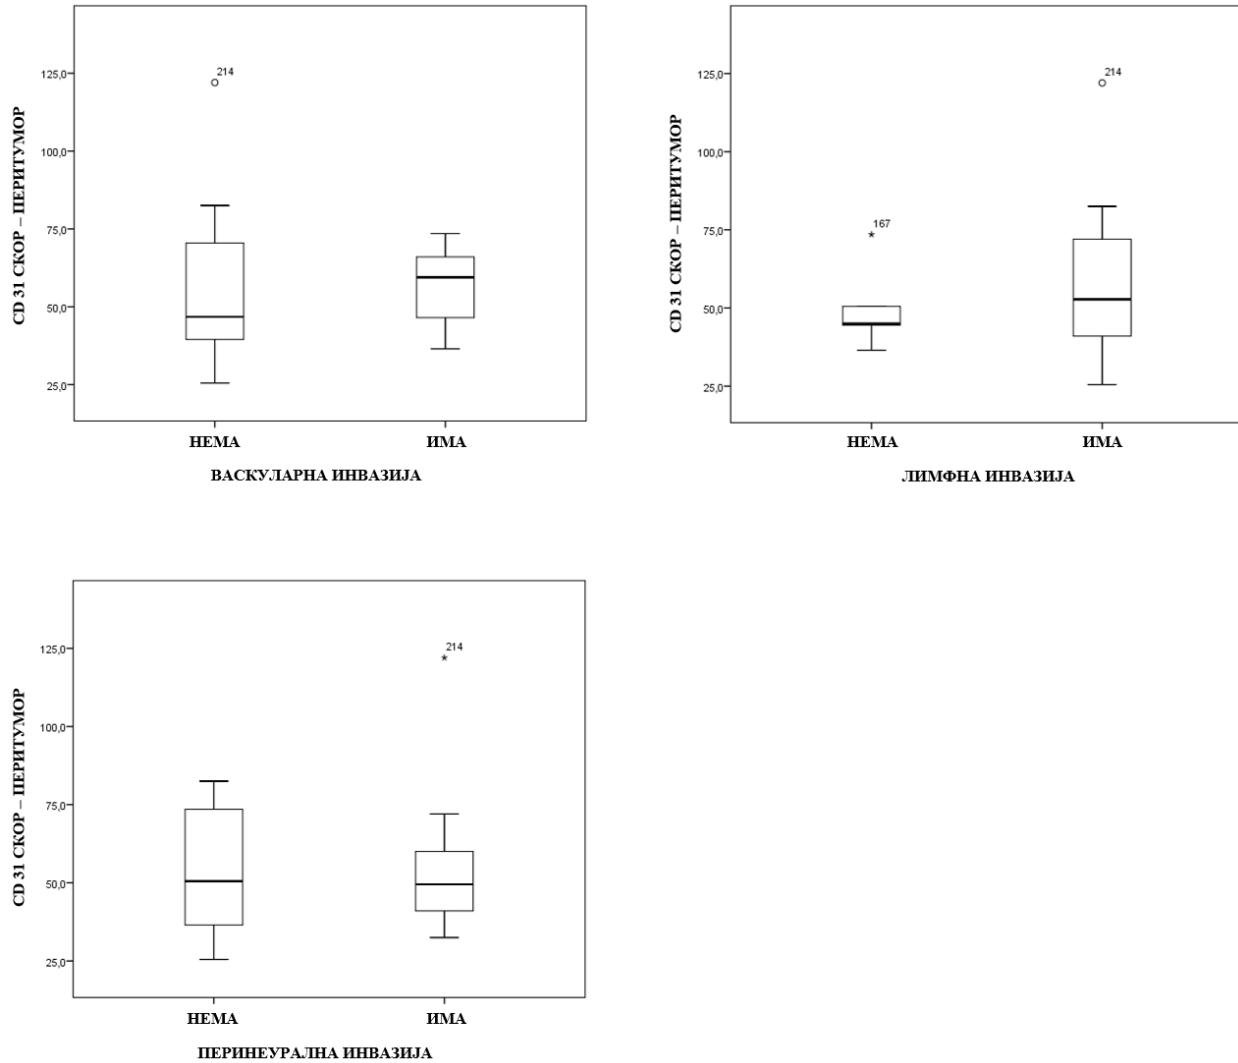 125,0
100,0
75,0
50,0
25,0
CD 31 СКОР – ПЕРИТУМОР
214
НЕМА ИМА
ВАСКУЛАРНА ИНВАЗИЈА
125,0
100,0
75,0
50,0
25,0
CD 31 СКОР – ПЕРИТУМОР
167
214
НЕМА ИМА
ЛИМФНА ИНВАЗИЈА
125,0
100,0
75,0
50,0
25,0
CD 31 СКОР – ПЕРИТУМОР
214
НЕМА ИМА
ПЕРИНЕУРАЛНА ИНВАЗИЈА